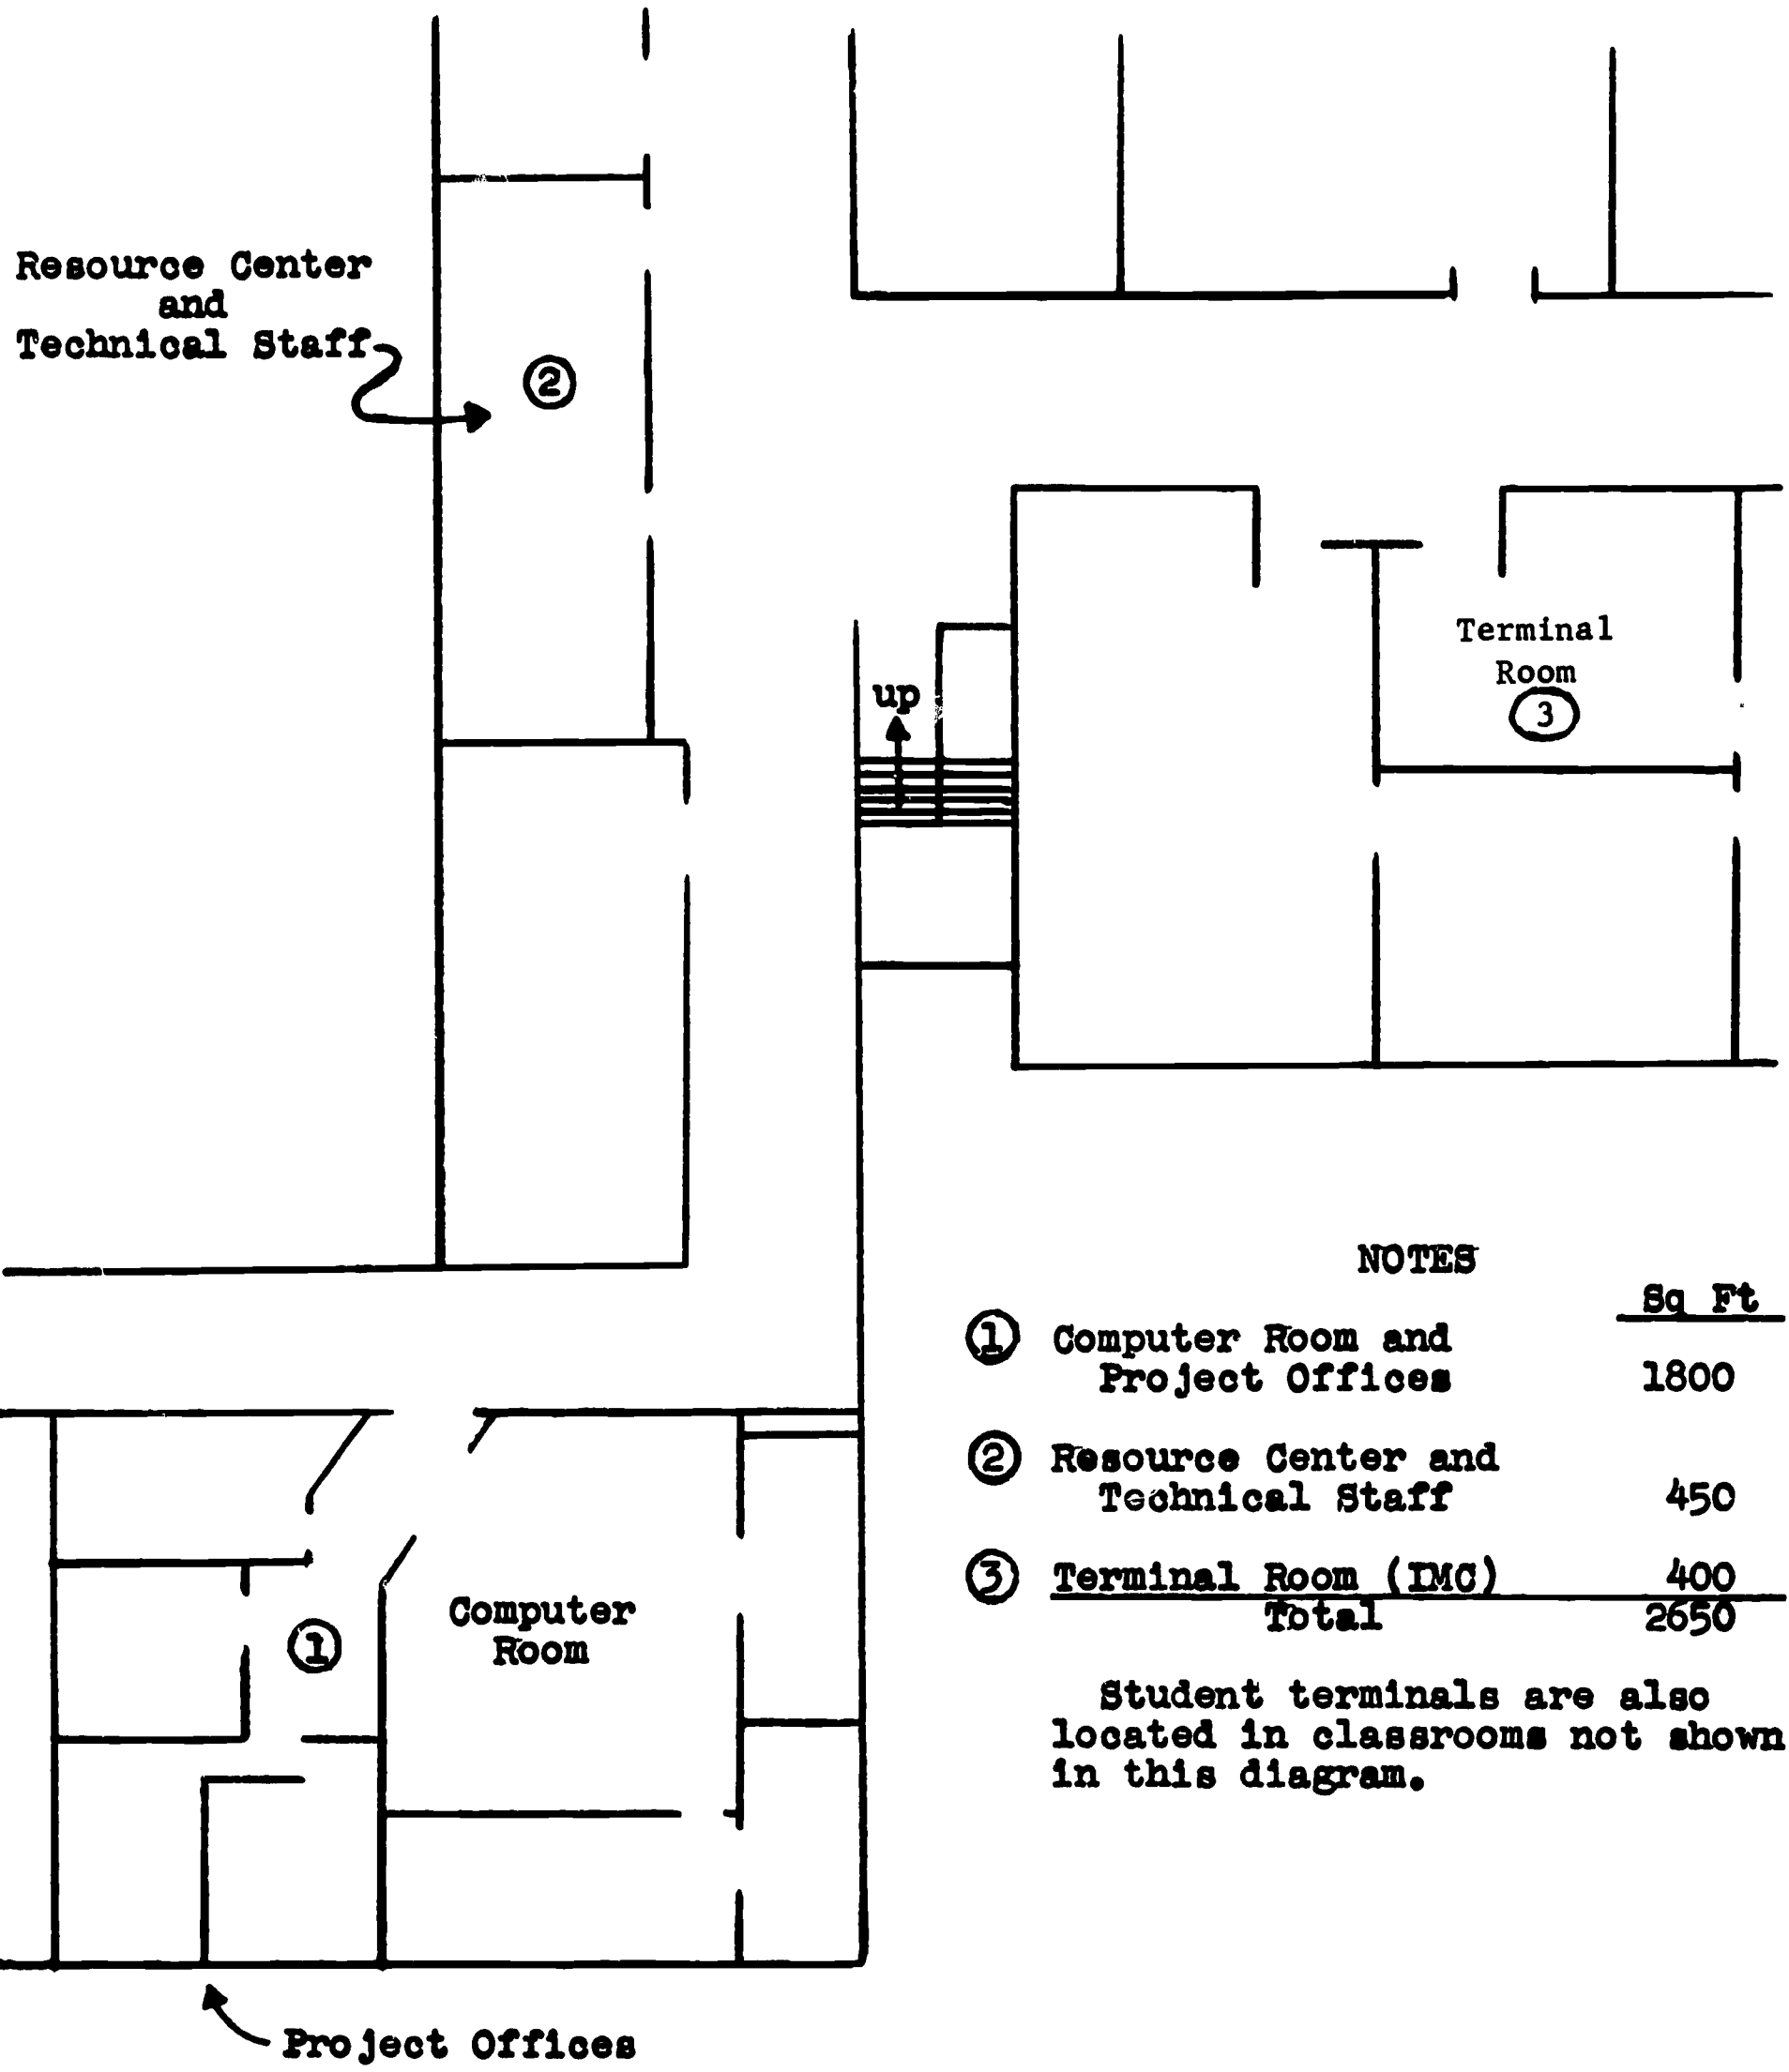 Resource Center
and
Technical Staff
②
up
Terminal
Room
3
NOTES
Sq Ft
① Computer Room and
Project Offices 1800
② Resource Center and
Technical Staff 450
③ Terminal Room (IMC) 400
Total 2650
Student terminals are also
located in classrooms not shown
in this diagram.
Computer
Room
①
Project Offices